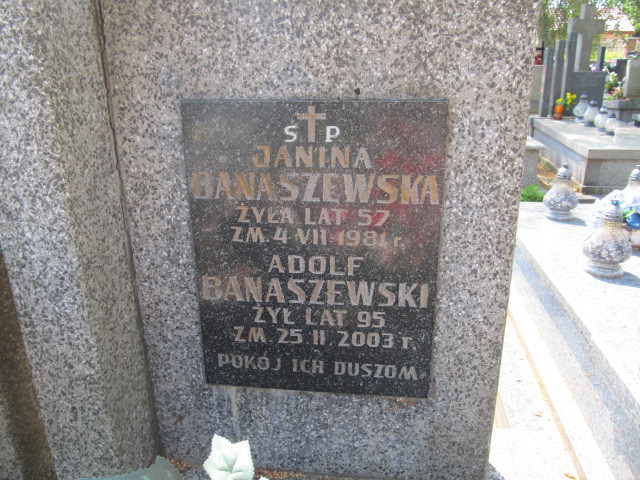 S P
JANINA
BANASZEWSKA
ŻYŁA LAT 57
ZM. 4 VII 1981 r.
ADOLF
BANASZEWSKI
ŻYŁ LAT 95
ZM. 25 II 2003 r.
POKÓJ ICH DUSZOM